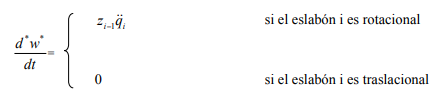 z_{i-1}q̈_i si el eslabón i es rotacional
d^*w^*/dt =
0 si el eslabón i es traslacional